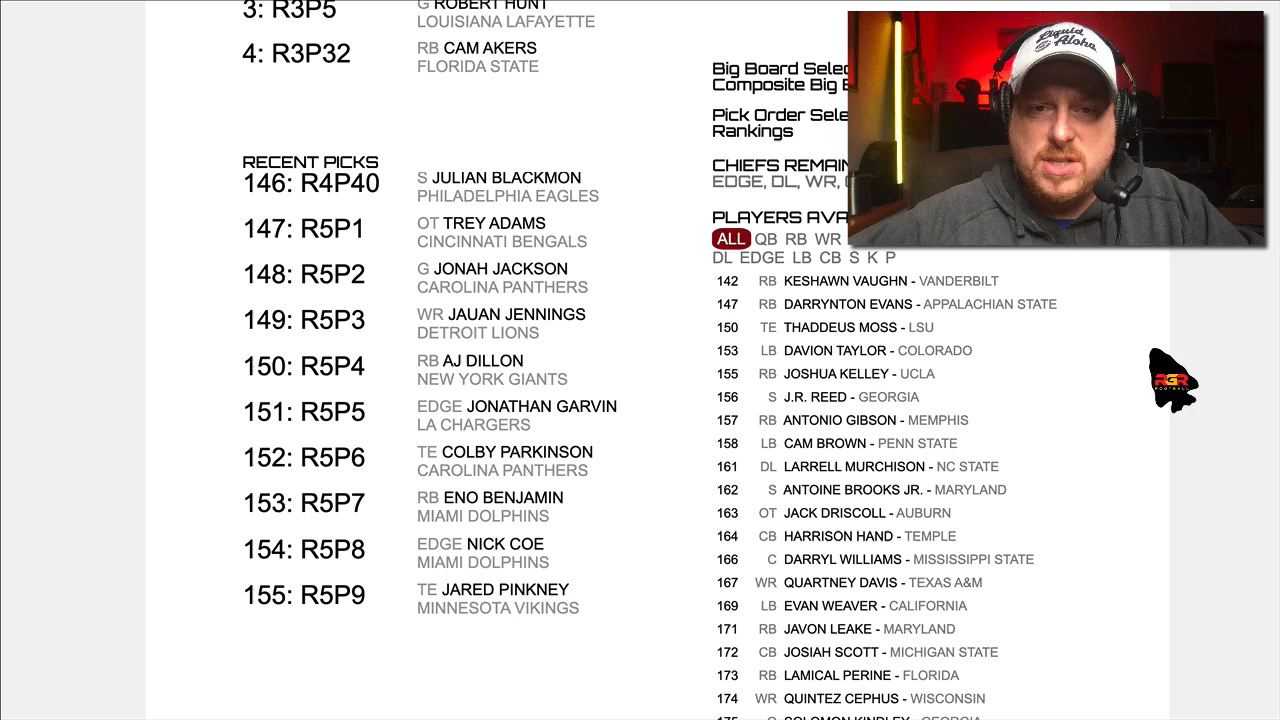 3: R3P5
G ROBERT HUNT
LOUISIANA LAFAYETTE
4: R3P32
RB CAM AKERS
FLORIDA STATE
RECENT PICKS
146: R4P40
S JULIAN BLACKMON
PHILADELPHIA EAGLES
147: R5P1
OT TREY ADAMS
CINCINNATI BENGALS
148: R5P2
G JONAH JACKSON
CAROLINA PANTHERS
149: R5P3
WR JAUAN JENNINGS
DETROIT LIONS
150: R5P4
RB AJ DILLON
NEW YORK GIANTS
151: R5P5
EDGE JONATHAN GARVIN
LA CHARGERS
152: R5P6
TE COLBY PARKINSON
CAROLINA PANTHERS
153: R5P7
RB ENO BENJAMIN
MIAMI DOLPHINS
154: R5P8
EDGE NICK COE
MIAMI DOLPHINS
155: R5P9
TE JARED PINKNEY
MINNESOTA VIKINGS
Big Board Selec
Composite Big B
Pick Order Sele
Rankings
CHIEFS REMAIN
EDGE, DL, WR,
PLAYERS AVA
ALL QB RB WR
DL EDGE LB CB S K P
142 RB KESHAWN VAUGHN - VANDERBILT
147 RB DARRYNTON EVANS - APPALACHIAN STATE
150 TE THADDEUS MOSS - LSU
153 LB DAVION TAYLOR - COLORADO
155 RB JOSHUA KELLEY - UCLA
156 S J.R. REED - GEORGIA
157 RB ANTONIO GIBSON - MEMPHIS
158 LB CAM BROWN - PENN STATE
161 DL LARRELL MURCHISON - NC STATE
162 S ANTOINE BROOKS JR. - MARYLAND
163 OT JACK DRISCOLL - AUBURN
164 CB HARRISON HAND - TEMPLE
166 C DARRYL WILLIAMS - MISSISSIPPI STATE
167 WR QUARTNEY DAVIS - TEXAS A&M
169 LB EVAN WEAVER - CALIFORNIA
171 RB JAVON LEAKE - MARYLAND
172 CB JOSIAH SCOTT - MICHIGAN STATE
173 RB LAMICAL PERINE - FLORIDA
174 WR QUINTEZ CEPHUS - WISCONSIN
175 G SOLOMON KINDLEY - GEORGIA
Liquid
Aloha
RGR
FOOTBALL